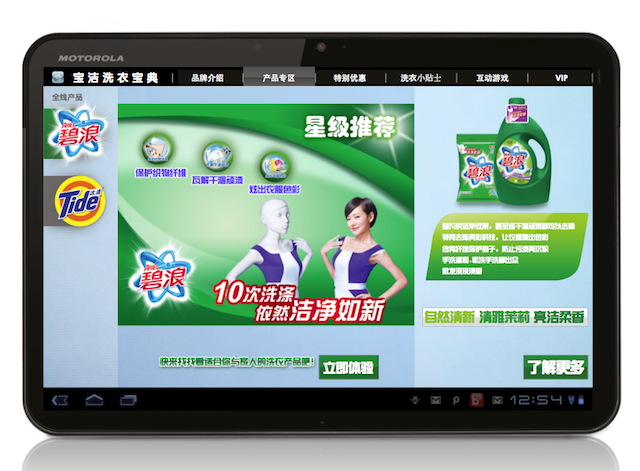 MOTOROLA
宝洁洗衣宝典
品牌介绍
产品专区
特别优惠
洗衣小贴士
互动游戏
VIP
全线产品
碧浪
Tide
星级推荐
保护织物纤维
瓦解干涸顽渍
炫出衣服色彩
碧浪
10次洗涤
依然洁净如新
快来找找看适合你与家人的洗衣产品吧！
立即体验
碧浪
碧浪
自然清新 清雅茉莉 亮洁柔香
了解更多
12:54